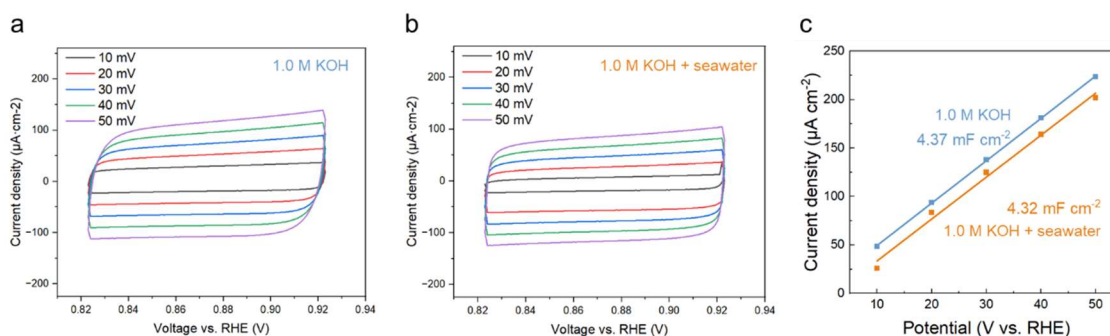 a
10 mV
20 mV
30 mV
40 mV
50 mV
1.0 M KOH
200
100
0
−100
−200
Current density (μA·cm-2)
0.82 0.84 0.86 0.88 0.90 0.92 0.94
Voltage vs. RHE (V)
b
10 mV
20 mV
30 mV
40 mV
50 mV
1.0 M KOH + seawater
200
100
0
−100
−200
Current density (μA·cm-2)
0.82 0.84 0.86 0.88 0.90 0.92 0.94
Voltage vs. RHE (V)
c
250
200
150
100
50
0
Current density (μA cm-2)
1.0 M KOH
4.37 mF cm-2
4.32 mF cm-2
1.0 M KOH + seawater
10 20 30 40 50
Potential (V vs. RHE)